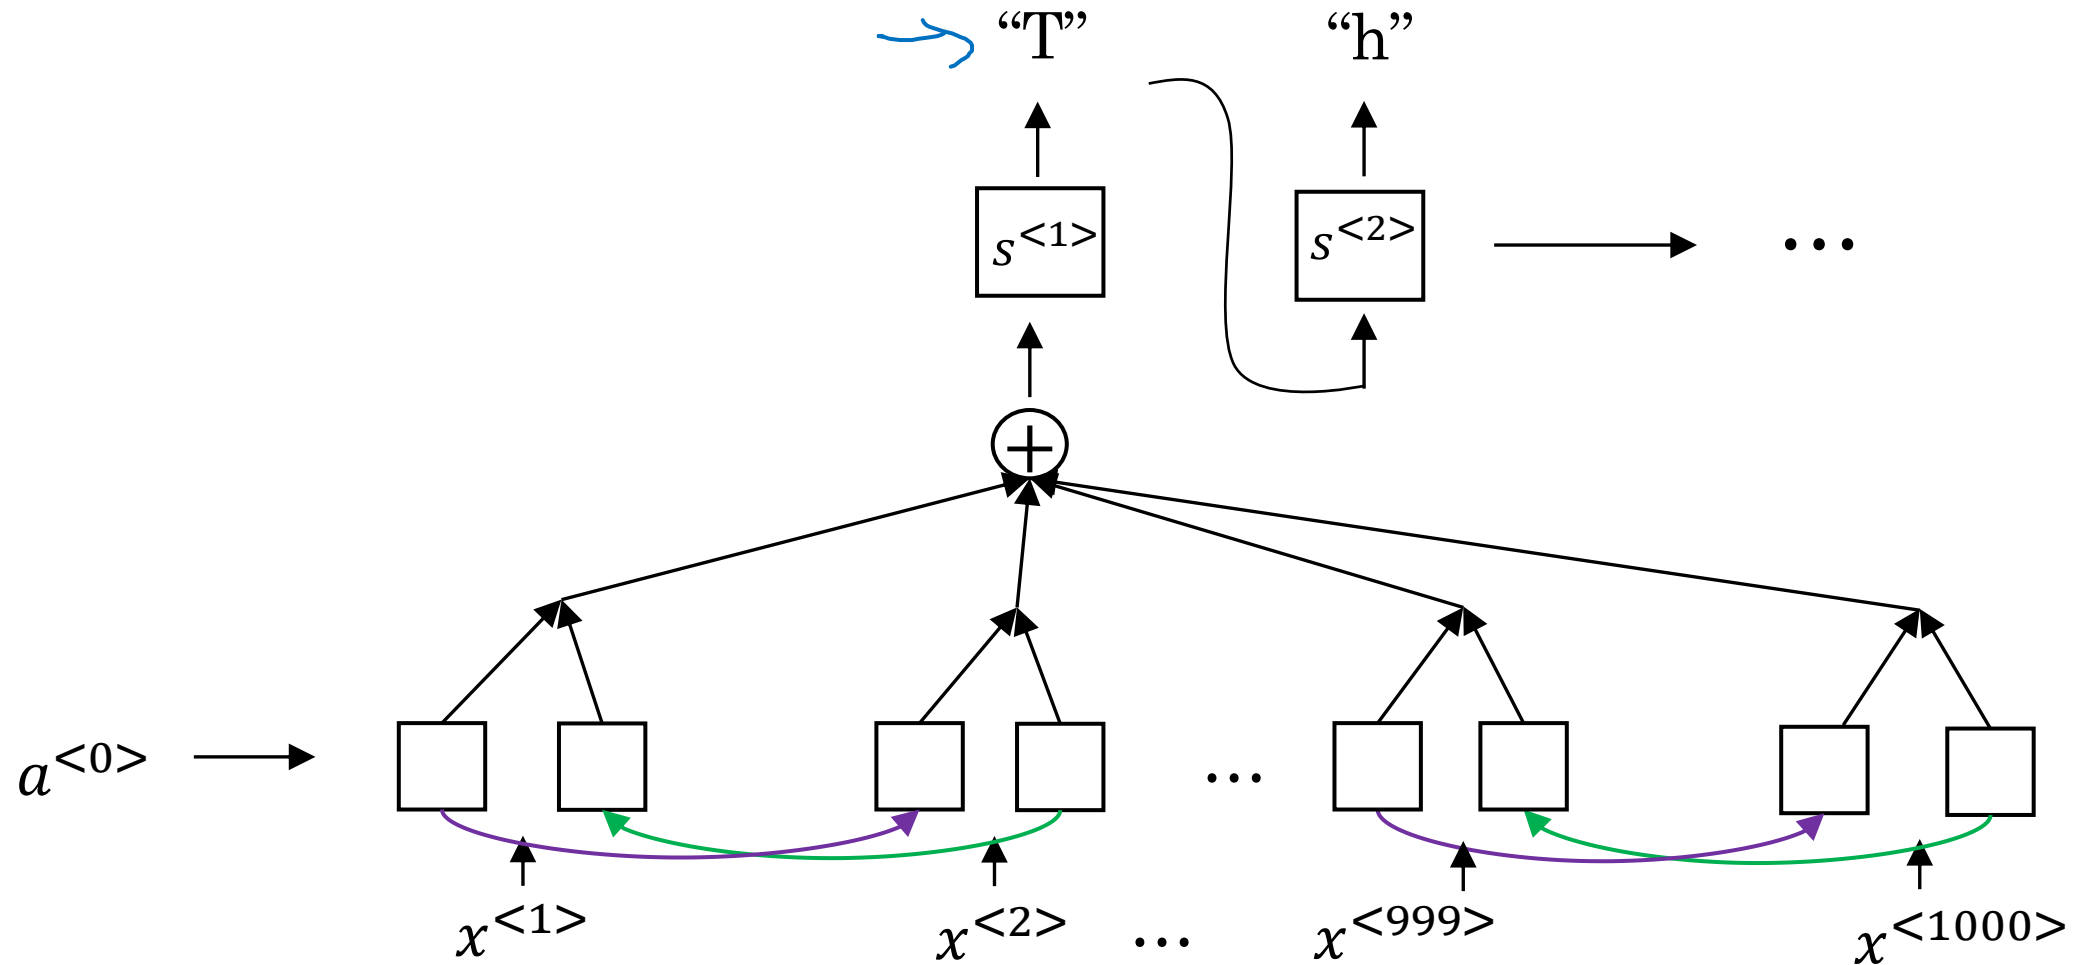 “T” “h”
s<1> s<2> ...
+
a<0> ...
x<1> x<2> ... x<999> x<1000>